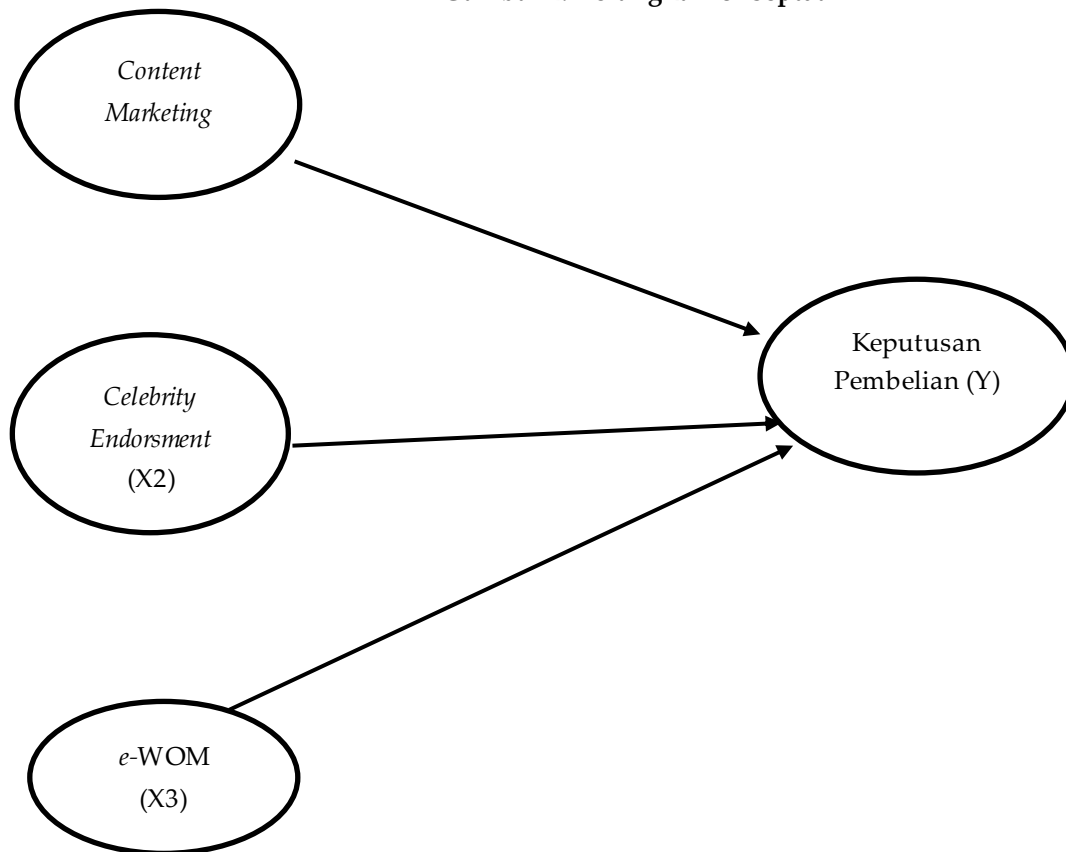 Content
Marketing
Keputusan
Pembelian (Y)
Celebrity
Endorsment
(X2)
e-WOM
(X3)